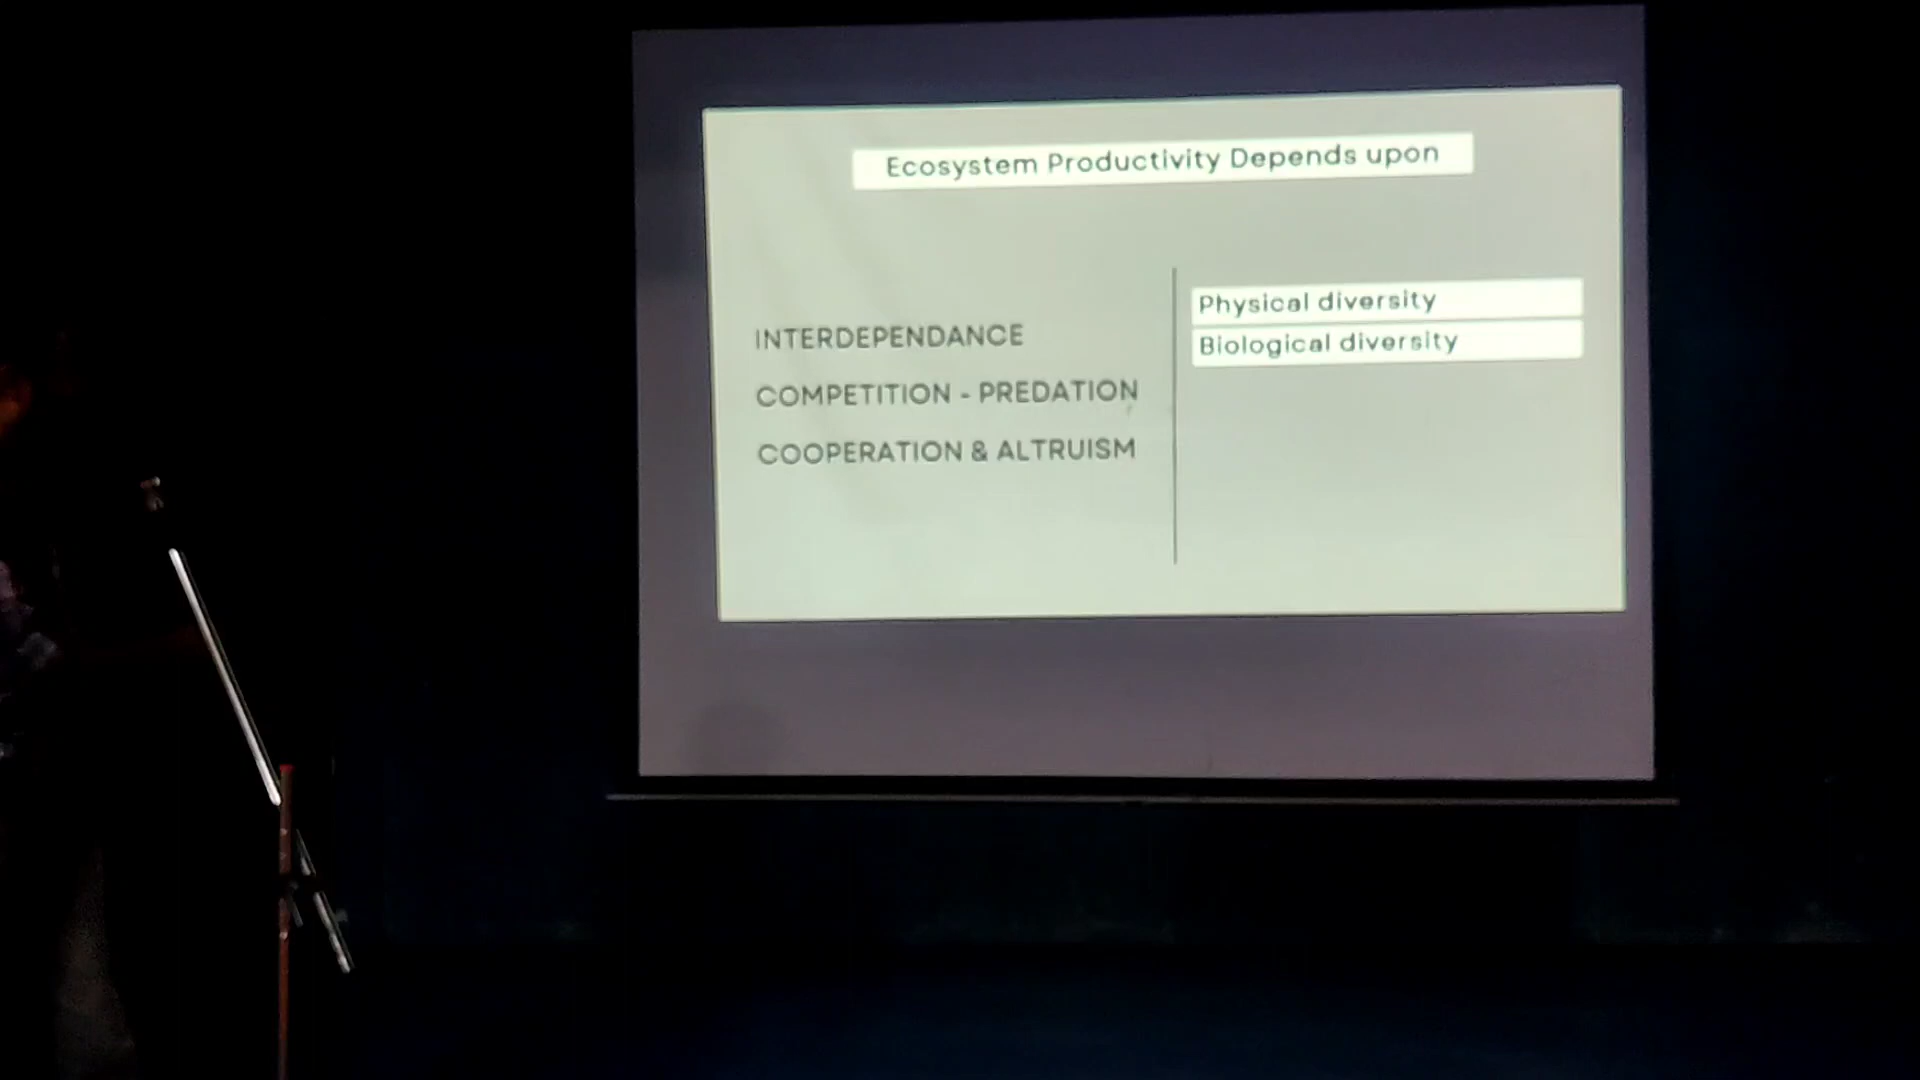 Ecosystem Productivity Depends upon
INTERDEPENDANCE
COMPETITION - PREDATION
COOPERATION & ALTRUISM
Physical diversity
Biological diversity